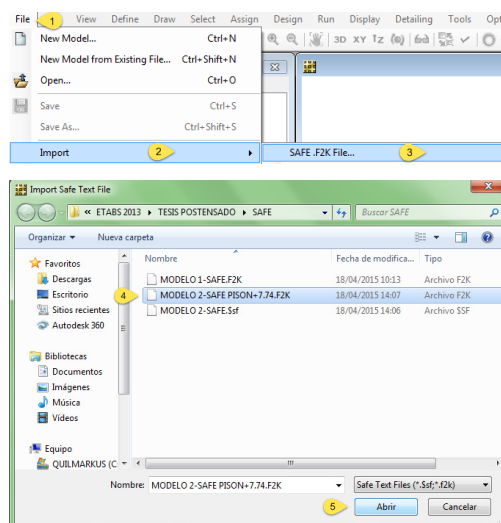 File 1 View Define Draw Select Assign Design Run Display Detailing Tools Opt
3D XY
New Model... Ctrl+N
New Model from Existing File... Ctrl+Shift+N
Open... Ctrl+O
Save Ctrl+S
Save As... Ctrl+Shift+S
Import 2 SAFE .F2K File... 3
Import Safe Text File
« ETABS 2013 TESIS POSTENSADO SAFE Buscar SAFE
Organizar Nueva carpeta
Nombre Fecha de modifica... Tipo
Favoritos
Descargas
Escritorio
Sitios recientes
Autodesk 360
Bibliotecas
Documentos
Imágenes
Música
Vídeos
Equipo
QUILMARKUS (C
MODELO 1-SAFE.F2K 18/04/2015 10:13 Archivo F2K
4 MODELO 2-SAFE PISON+7.74.F2K 18/04/2015 14:07 Archivo F2K
MODELO 2-SAFE.$sf 18/04/2015 14:06 Archivo $SF
Nombre: MODELO 2-SAFE PISON+7.74.F2K Safe Text Files (*.$sf;*.f2k)
5 Abrir Cancelar